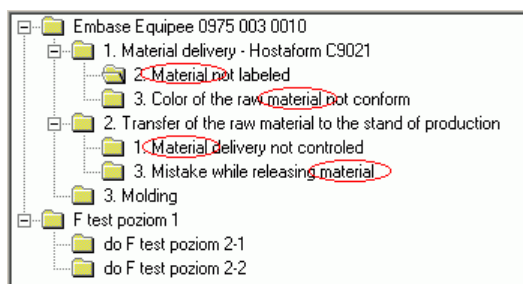 Embase Equipee 0975 003 0010
1. Material delivery - Hostaform C9021
2. Material not labeled
3. Color of the raw material not conform
2. Transfer of the raw material to the stand of production
1. Material delivery not controled
3. Mistake while releasing material
3. Molding
F test poziom 1
do F test poziom 2-1
do F test poziom 2-2